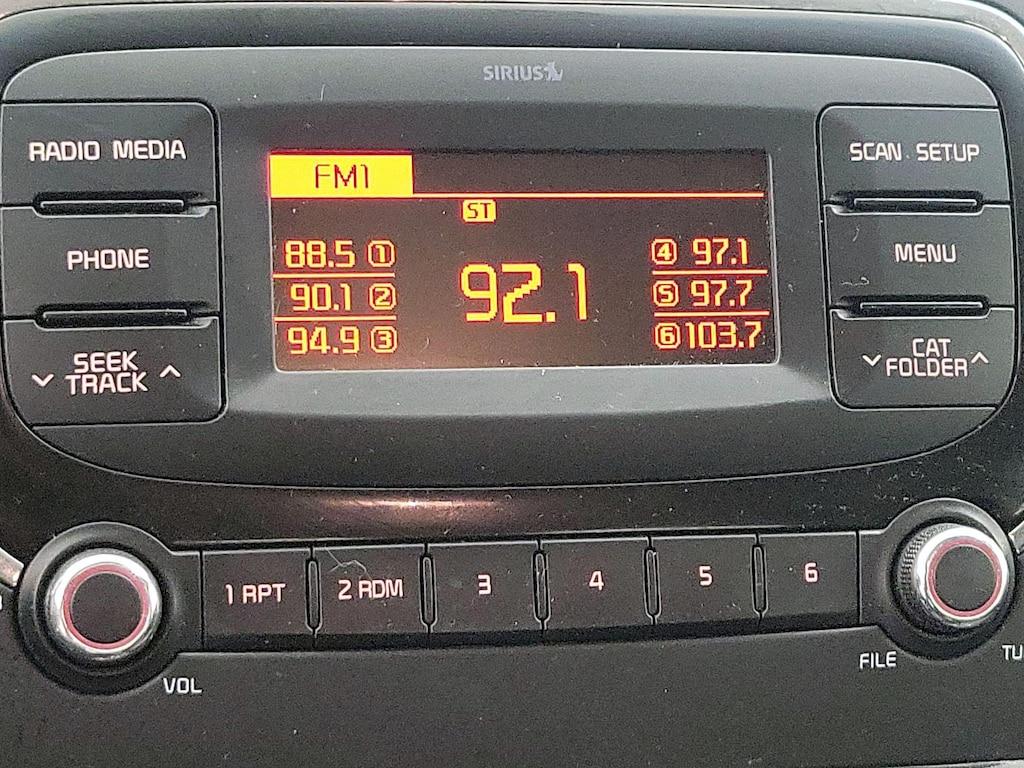 SIRIUS
RADIO MEDIA
PHONE
SEEK
TRACK
FM1
ST
88.5 1
90.1 2
94.9 3
92.1
4 97.1
5 97.7
6 103.7
SCAN SETUP
MENU
CAT
FOLDER
1 RPT
2 RDM
3
4
5
6
VOL
FILE